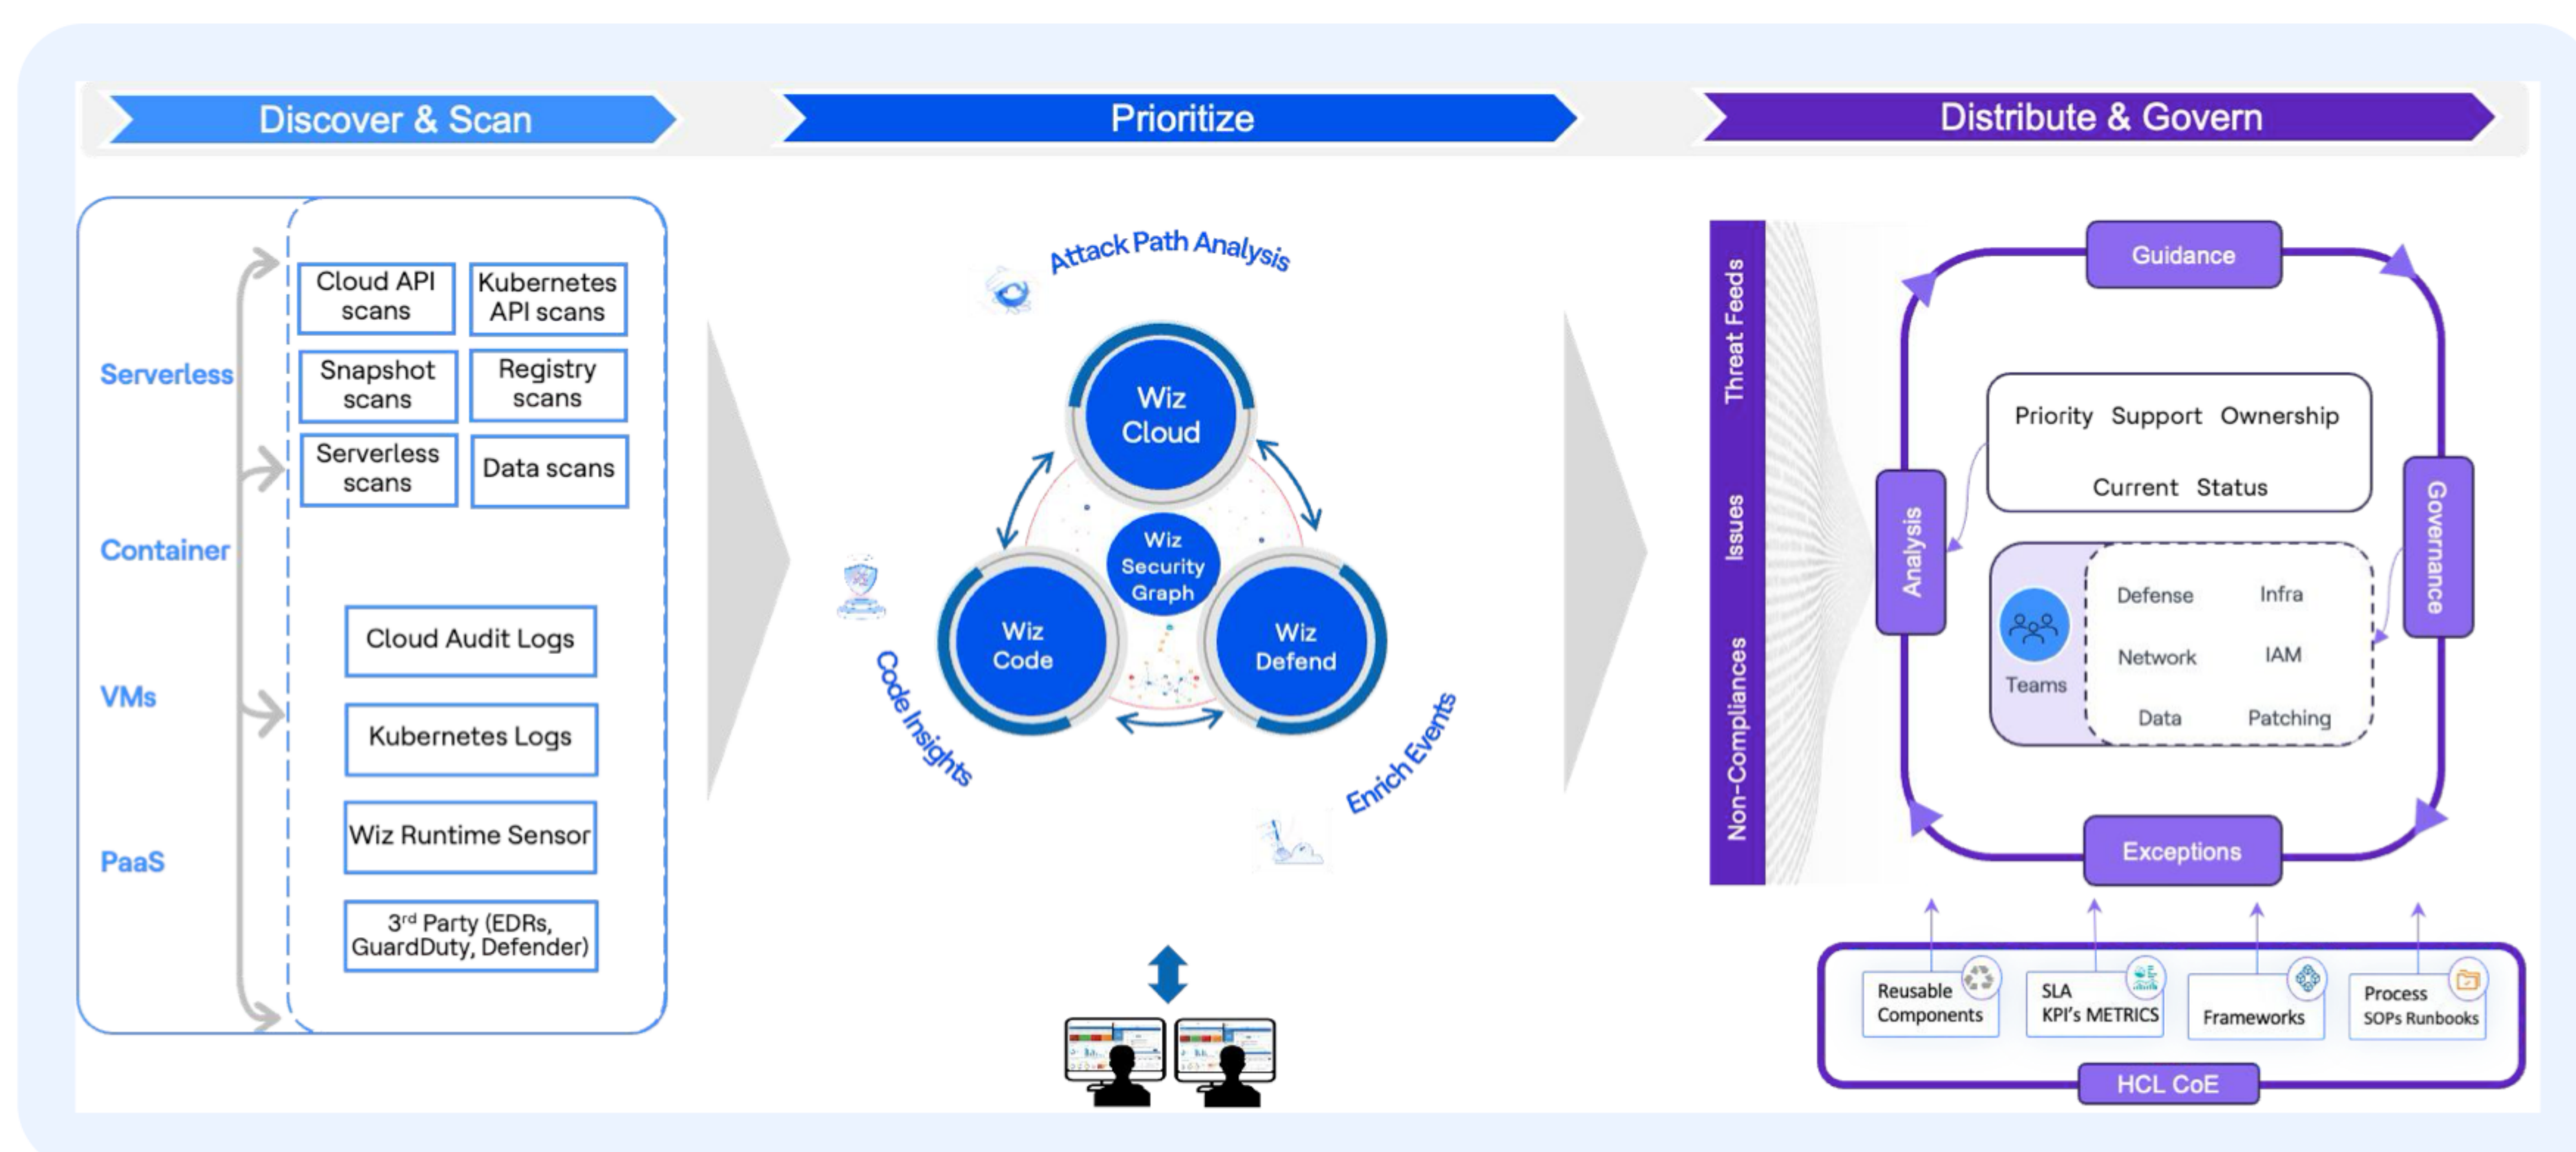 Discover & Scan
Prioritize
Distribute & Govern
Serverless
Container
VMs
PaaS
Cloud API
scans
Kubernetes
API scans
Snapshot
scans
Registry
scans
Serverless
scans
Data scans
Cloud Audit Logs
Kubernetes Logs
Wiz Runtime Sensor
3rd Party (EDRs,
GuardDuty, Defender)
Attack Path Analysis
Wiz
Cloud
Wiz
Security
Graph
Wiz
Code
Wiz
Defend
Code Insights
Enrich Events
Threat Feeds
Issues
Non-Compliances
Guidance
Analysis
Governance
Exceptions
Priority Support Ownership
Current Status
Teams
Defense Infra
Network IAM
Data Patching
Reusable
Components
SLA
KPI's METRICS
Frameworks
Process
SOPs Runbooks
HCL CoE